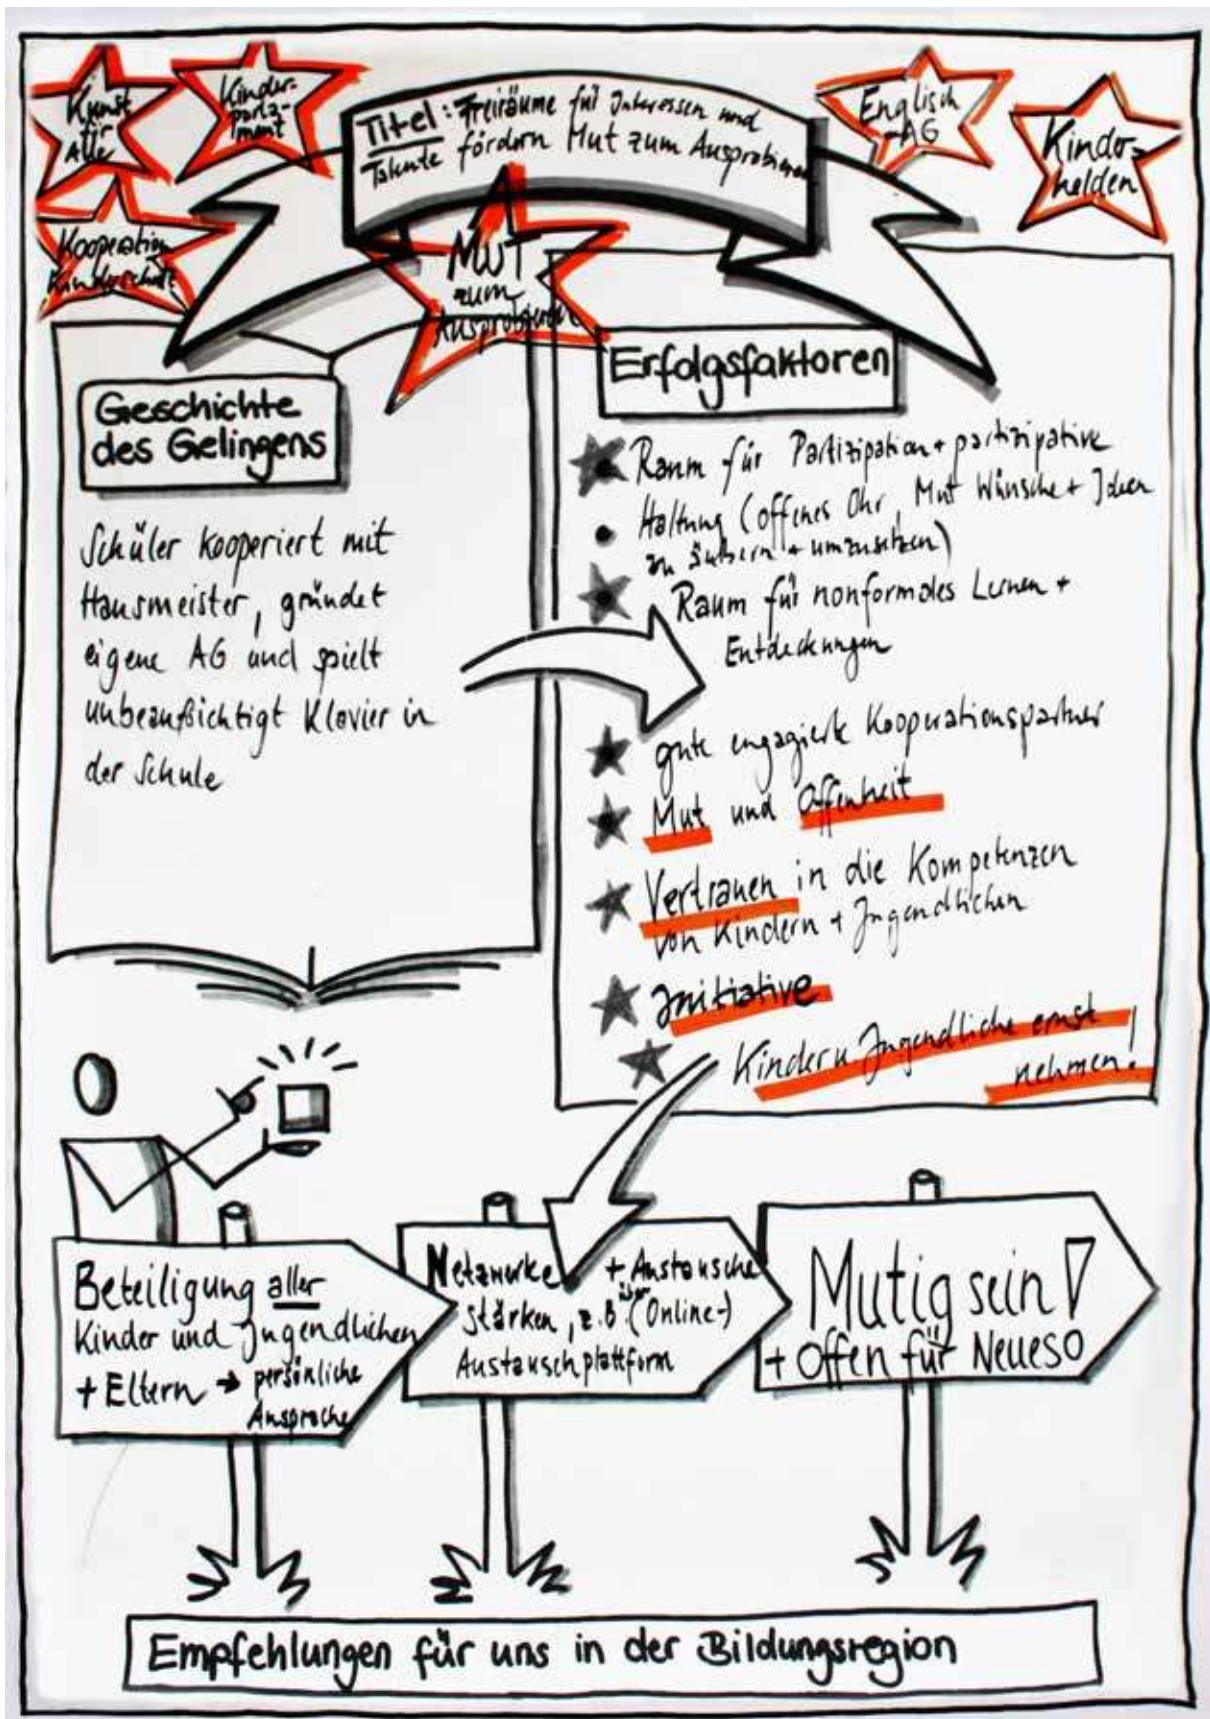 Kunst
für
Alle
Kinder-
parla-
ment
Kooperation
Kinderschutz
Titel: Freiräume für Interessen und
Talente fördern Mut zum Ausprobieren
Englisch
-AG
Kinder-
helden
Mut
zum
Ausprobieren
Geschichte
des Gelingens
Schüler kooperiert mit
Hausmeister, gründet
eigene AG und spielt
unbeaufsichtigt Klavier in
der Schule
Erfolgsfaktoren
Raum für Partizipation + partizipative
Haltung (offenes Ohr, Mut Wünsche + Ideen
zu äußern + umzusetzen)
Raum für nonformales Lernen +
Entdeckungen
gute engagierte Kooperationspartner
Mut und Offenheit
Vertrauen in die Kompetenzen
von Kindern + Jugendlichen
Initiative
Kinder u. Jugendliche ernst
nehmen!
Beteiligung aller
Kinder und Jugendlichen
+ Eltern → persönliche
Ansprache
Netzwerke + Austausche
stärken, z.B. über (Online-)
Austauschplattform
Mutig sein!
+ Offen für Neues
Empfehlungen für uns in der Bildungsregion